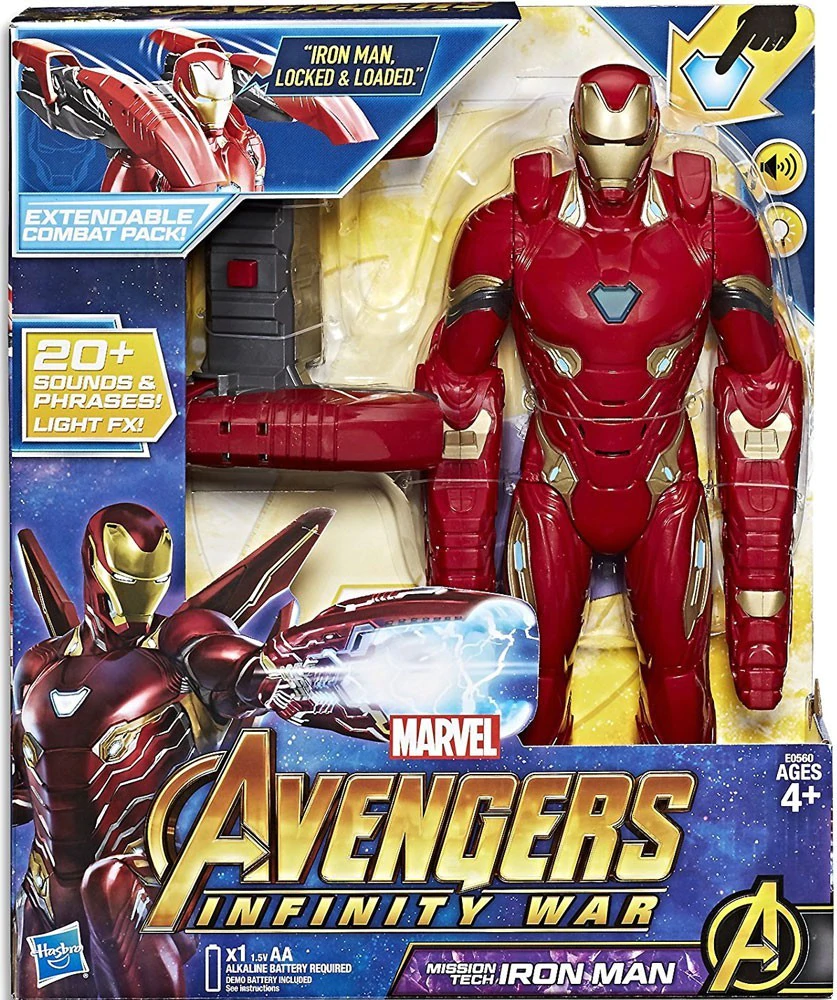 "IRON MAN,
LOCKED & LOADED."
EXTENDABLE
COMBAT PACK!
20+
SOUNDS &
PHRASES!
LIGHT FX!
MARVEL
E0560
AGES
4+
AVENGERS
INFINITY WAR
Hasbro
x1 1.5V AA
ALKALINE BATTERY REQUIRED
DEMO BATTERY INCLUDED
See Instructions
MISSION
TECH IRON MAN